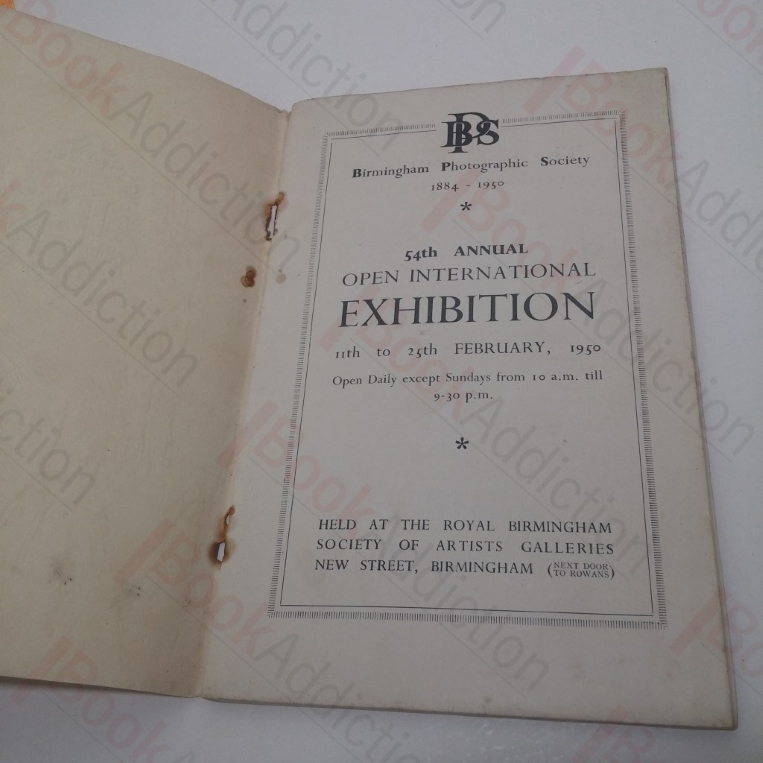 BPS
Birmingham Photographic Society
1884 - 1950
*
54th ANNUAL
OPEN INTERNATIONAL
EXHIBITION
11th to 25th FEBRUARY, 1950
Open Daily except Sundays from 10 a.m. till
9-30 p.m.
*
HELD AT THE ROYAL BIRMINGHAM
SOCIETY OF ARTISTS GALLERIES
NEW STREET, BIRMINGHAM (NEXT DOOR TO ROWANS)
BookAddiction